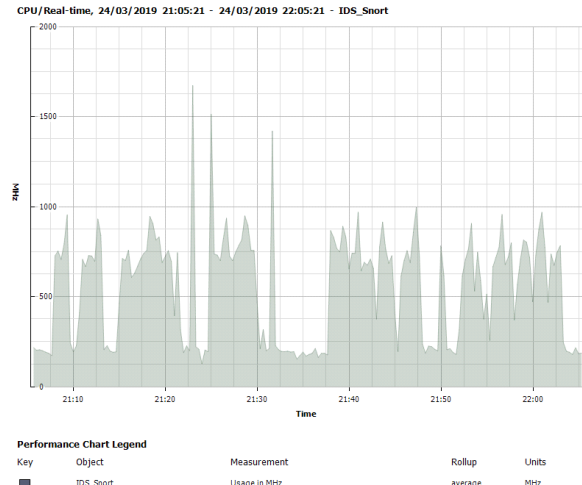 CPU/Real-time, 24/03/2019 21:05:21 - 24/03/2019 22:05:21 - IDS_Snort
2000
1500
1000
500
0
MHz
21:10 21:20 21:30 21:40 21:50 22:00
Time
Performance Chart Legend
Key Object Measurement Rollup Units
IDS_Snort Usage in MHz average MHz